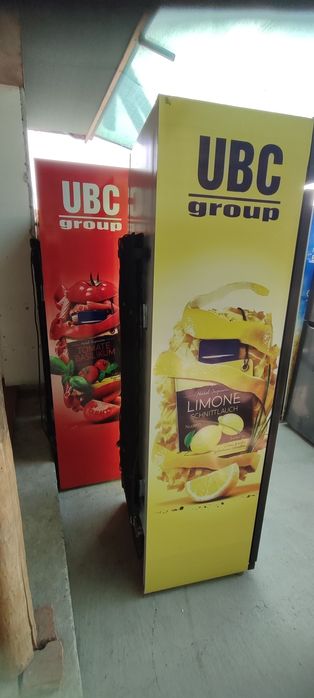 UBC
group
TOMATE
BASILIKUM
UBC
group
LIMONE
SCHNITTLAUCH